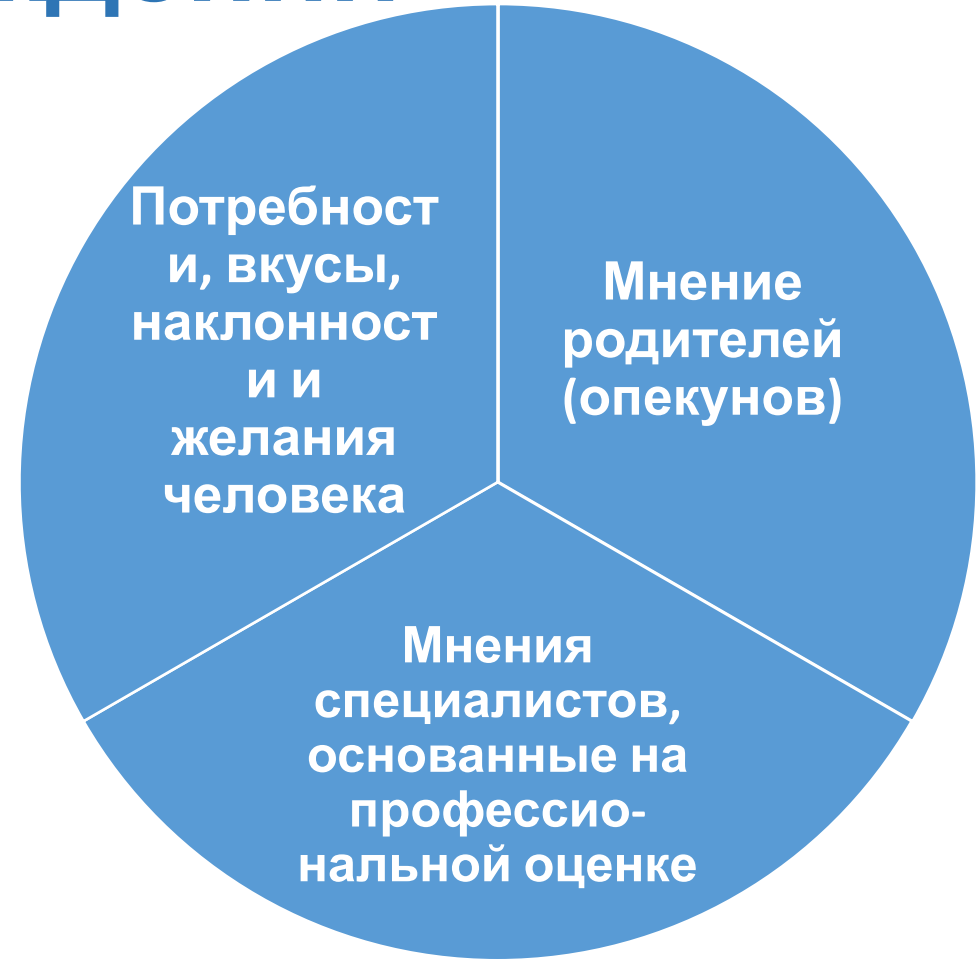 Потребност
и, вкусы,
наклонност
и и
желания
человека
Мнение
родителей
(опекунов)
Мнения
специалистов,
основанные на
профессио-
нальной оценке